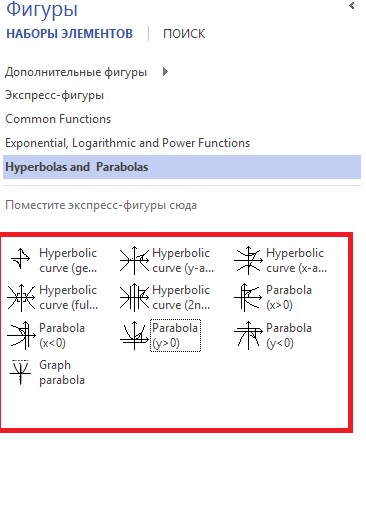 Фигуры
НАБОРЫ ЭЛЕМЕНТОВ ПОИСК
Дополнительные фигуры
Экспресс-фигуры
Common Functions
Exponential, Logarithmic and Power Functions
Hyperbolas and Parabolas
Поместите экспресс-фигуры сюда
Hyperbolic
curve (ge...
Hyperbolic
curve (y-a...
Hyperbolic
curve (x-a...
Hyperbolic
curve (ful...
Hyperbolic
curve (2n...
Parabola
(x>0)
Parabola
(x<0)
Parabola
(y>0)
Parabola
(y<0)
Graph
parabola